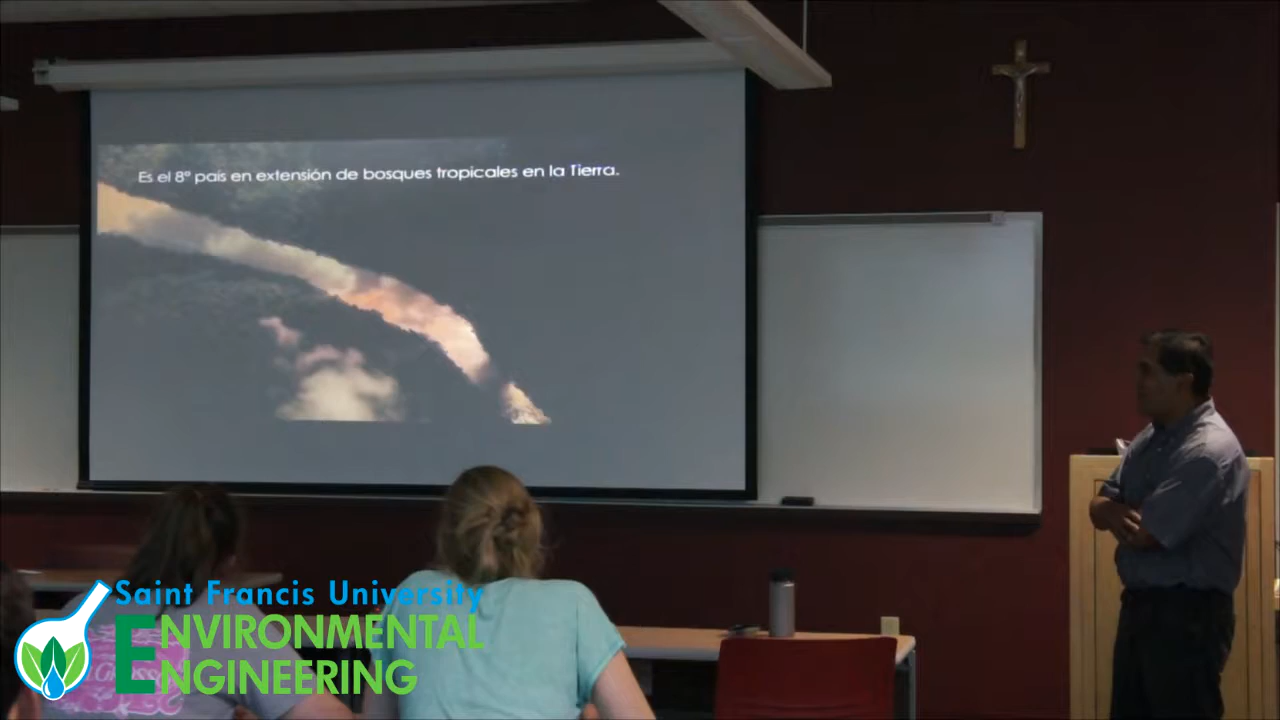 Es el 8º país en extensión de bosques tropicales en la Tierra.
Saint Francis University
ENVIRONMENTAL
ENGINEERING